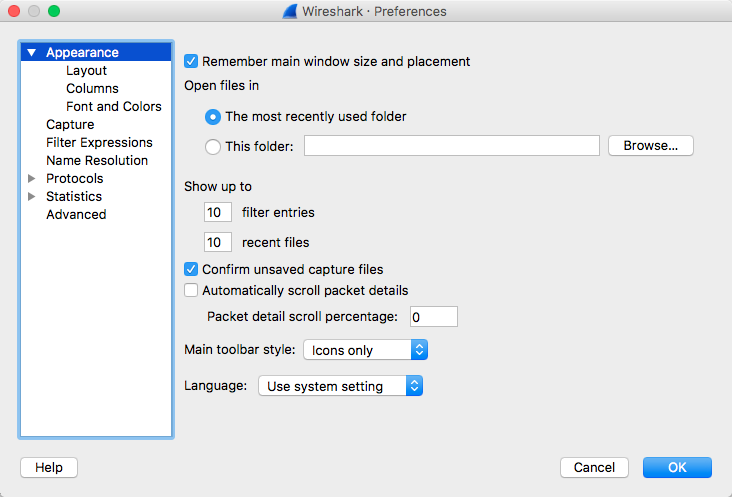 Wireshark · Preferences
Appearance
Layout
Columns
Font and Colors
Capture
Filter Expressions
Name Resolution
Protocols
Statistics
Advanced
Remember main window size and placement
Open files in
The most recently used folder
This folder:
Browse...
Show up to
10 filter entries
10 recent files
Confirm unsaved capture files
Automatically scroll packet details
Packet detail scroll percentage: 0
Main toolbar style: Icons only
Language: Use system setting
Help
Cancel
OK